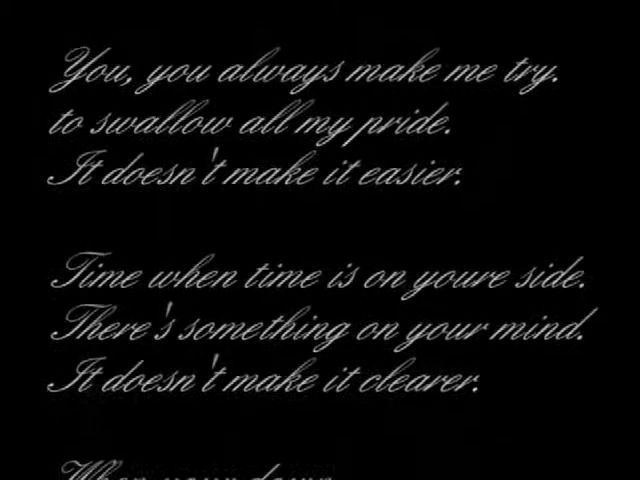 You, you always make me try.
to swallow all my pride.
It doesn't make it easier.
Time when time is on youre side.
There's something on your mind.
It doesn't make it clearer.
When